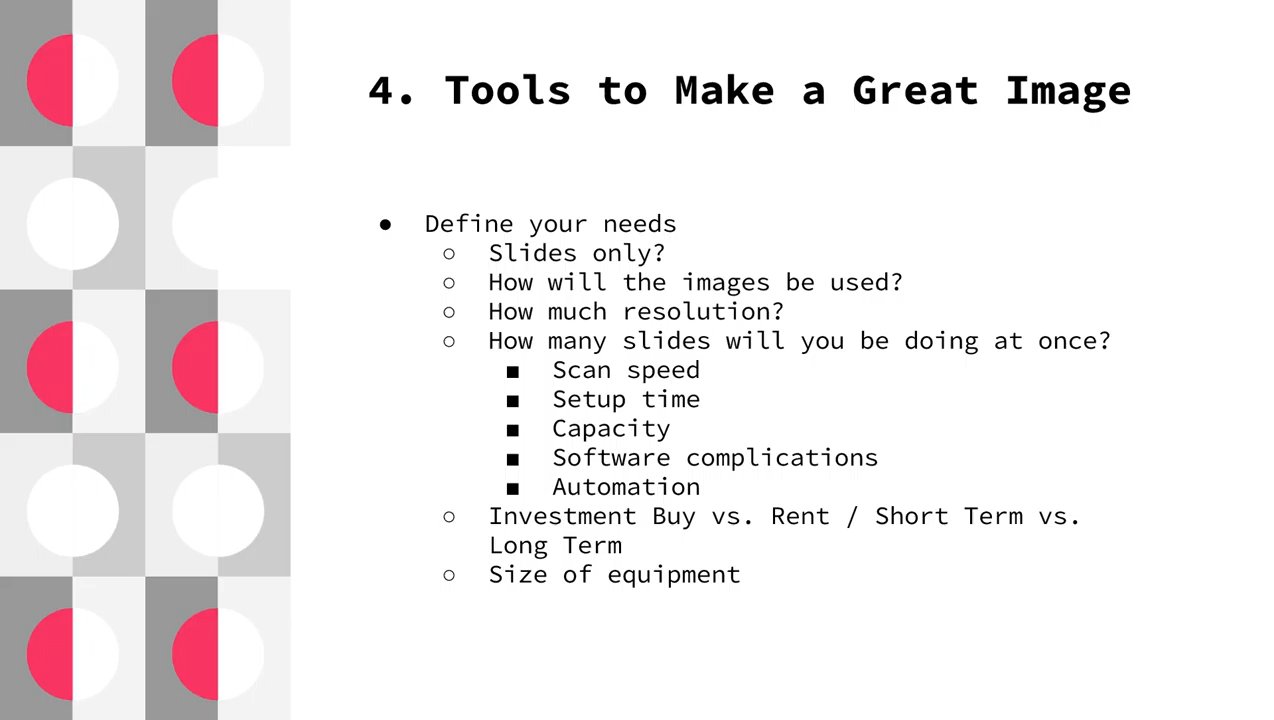 4. Tools to Make a Great Image
● Define your needs
○ Slides only?
○ How will the images be used?
○ How much resolution?
○ How many slides will you be doing at once?
■ Scan speed
■ Setup time
■ Capacity
■ Software complications
■ Automation
○ Investment Buy vs. Rent / Short Term vs.
Long Term
○ Size of equipment